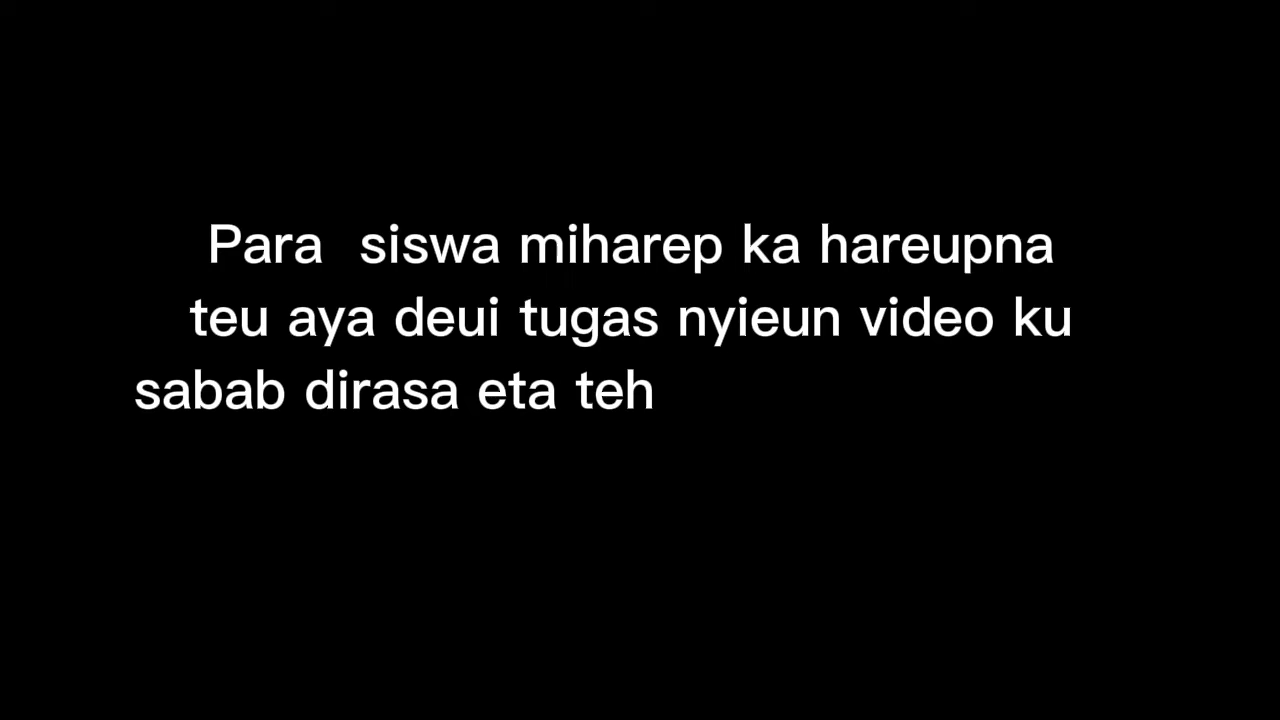 Para  siswa miharep ka hareupna
teu aya deui tugas nyieun video ku
sabab dirasa eta teh